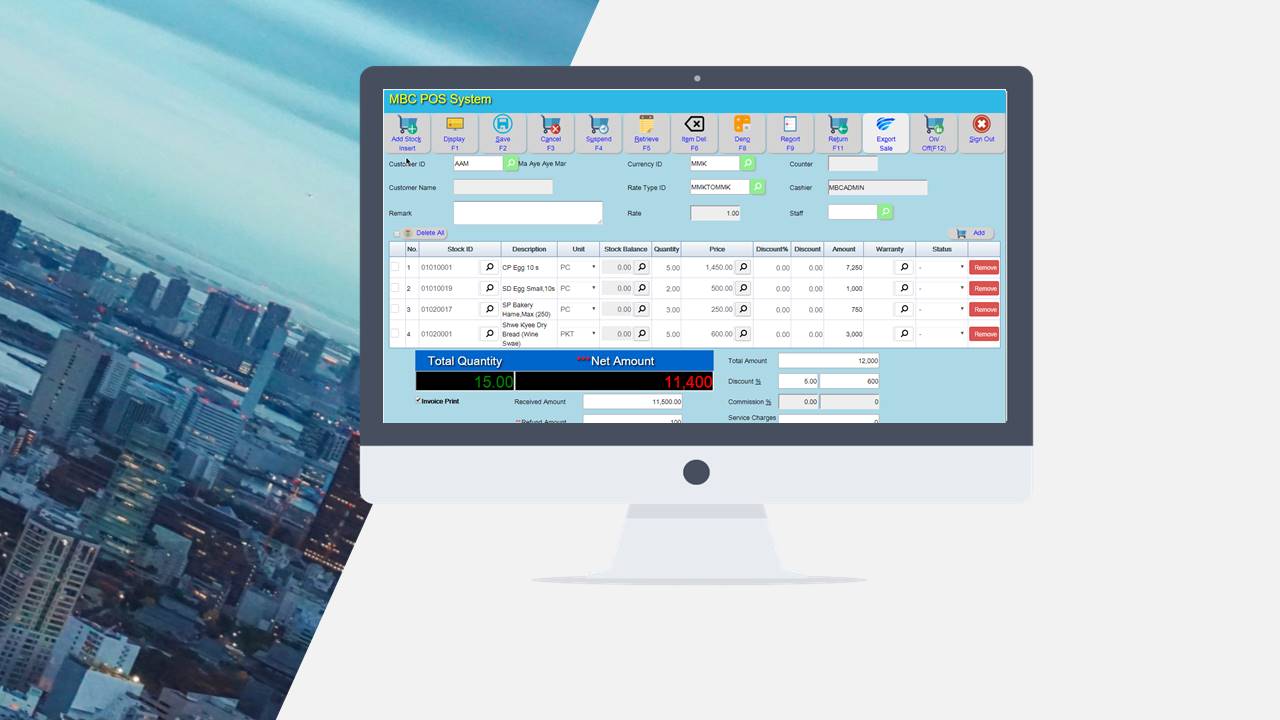 MBC POS System
Add Stock Display Save Cancel Suspend Retrieve Item Del Deno Report Return Export On/ Sign Out
Insert F1 F2 F3 F4 F5 F6 F8 F9 F11 Sale Off(F12)
Customer ID AAM Ma Aye Aye Mar Currency ID MMK Counter
Customer Name Rate Type ID MMKTOMMK Cashier MBCADMIN
Remark Rate 1.00 Staff
Delete All Add
No. Stock ID Description Unit Stock Balance Quantity Price Discount% Discount Amount Warranty Status
1 01010001 CP Egg 10 s PC 0.00 5.00 1,450.00 0.00 0.00 7,250 - Remove
2 01010019 SD Egg Small,10s PC 0.00 2.00 500.00 0.00 0.00 1,000 - Remove
3 01020017 SP Bakery Hame,Max (250) PC 0.00 3.00 250.00 0.00 0.00 750 - Remove
4 01020001 Shwe Kyee Dry Bread (Wine Swae) PKT 0.00 5.00 600.00 0.00 0.00 3,000 - Remove
Total Quantity ***Net Amount Total Amount 12,000
15.00 11,400 Discount % 5.00 600
Invoice Print Received Amount 11,500.00 Commission % 0.00 0
**Refund Amount 100 Service Charges 0